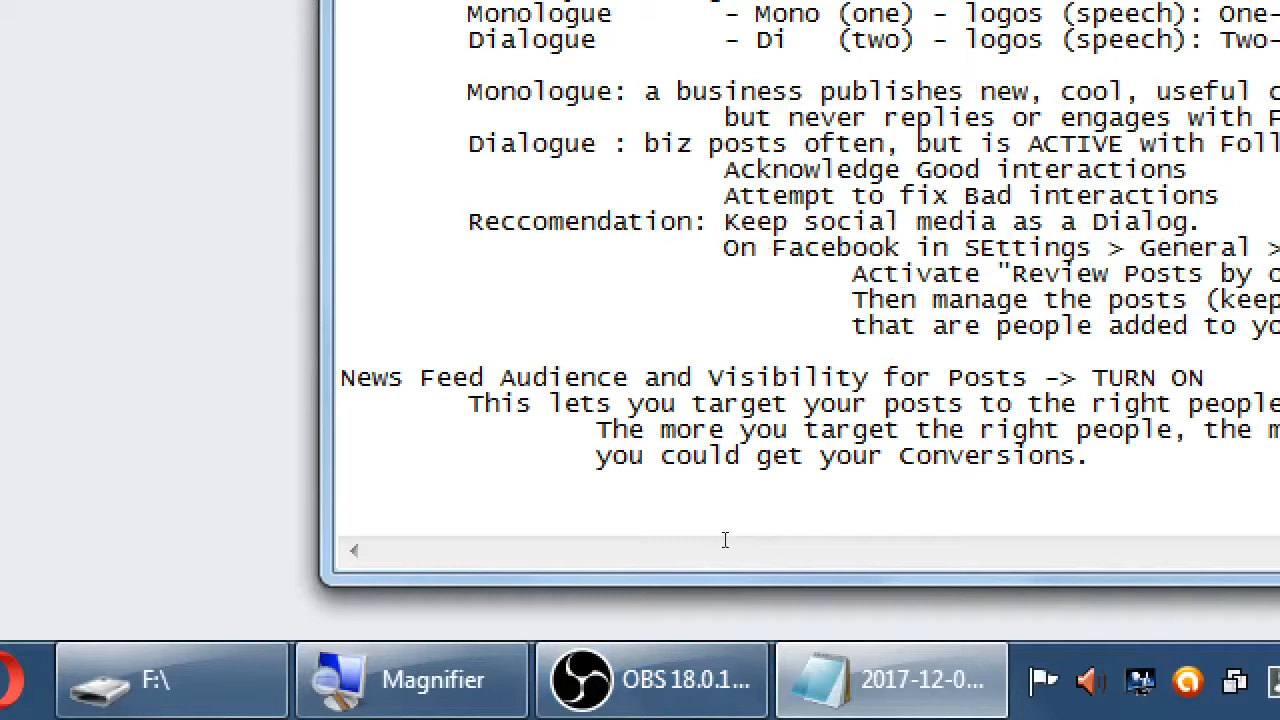 Monologue - Mono (one) - logos (speech): One-
Dialogue - Di (two) - logos (speech): Two-
Monologue: a business publishes new, cool, useful
but never replies or engages with F
Dialogue : biz posts often, but is ACTIVE with Foll
Acknowledge Good interactions
Attempt to fix Bad interactions
Reccomendation: Keep social media as a Dialog.
On Facebook in SEttings > General >
Activate "Review Posts by o
Then manage the posts (keep
that are people added to yo
News Feed Audience and Visibility for Posts -> TURN ON
This lets you target your posts to the right people
The more you target the right people, the m
you could get your Conversions.
F:\ Magnifier OBS 18.0.1... 2017-12-0...